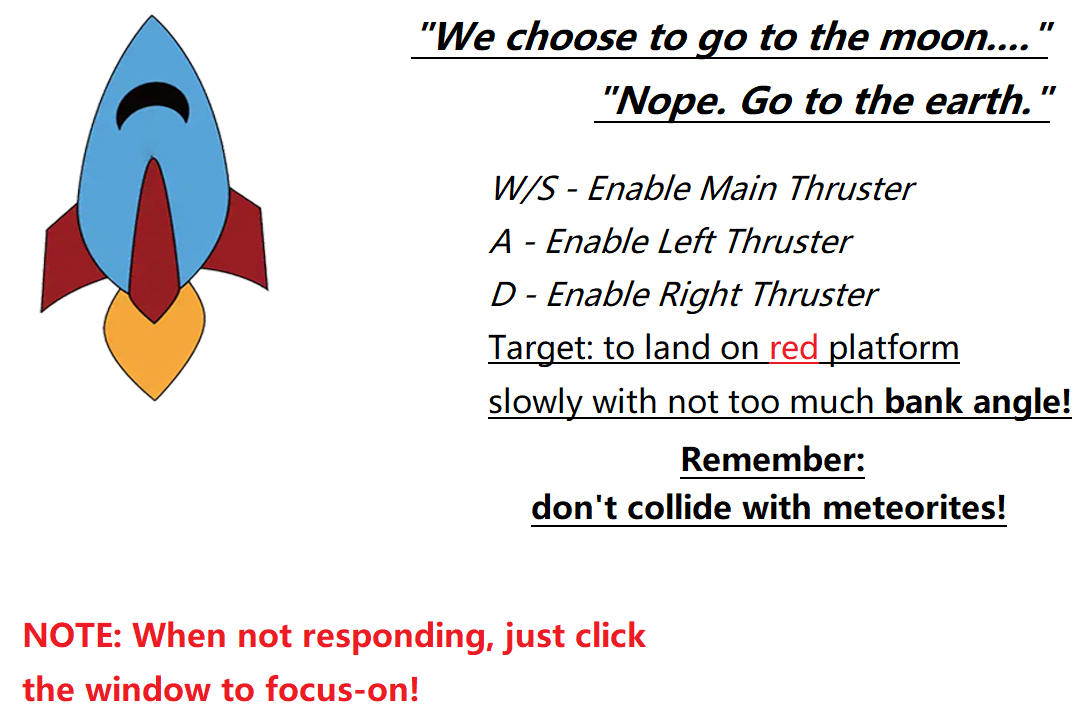 "We choose to go to the moon...."
"Nope. Go to the earth."
W/S - Enable Main Thruster
A - Enable Left Thruster
D - Enable Right Thruster
Target: to land on red platform
slowly with not too much bank angle!
Remember:
don't collide with meteorites!
NOTE: When not responding, just click
the window to focus-on!